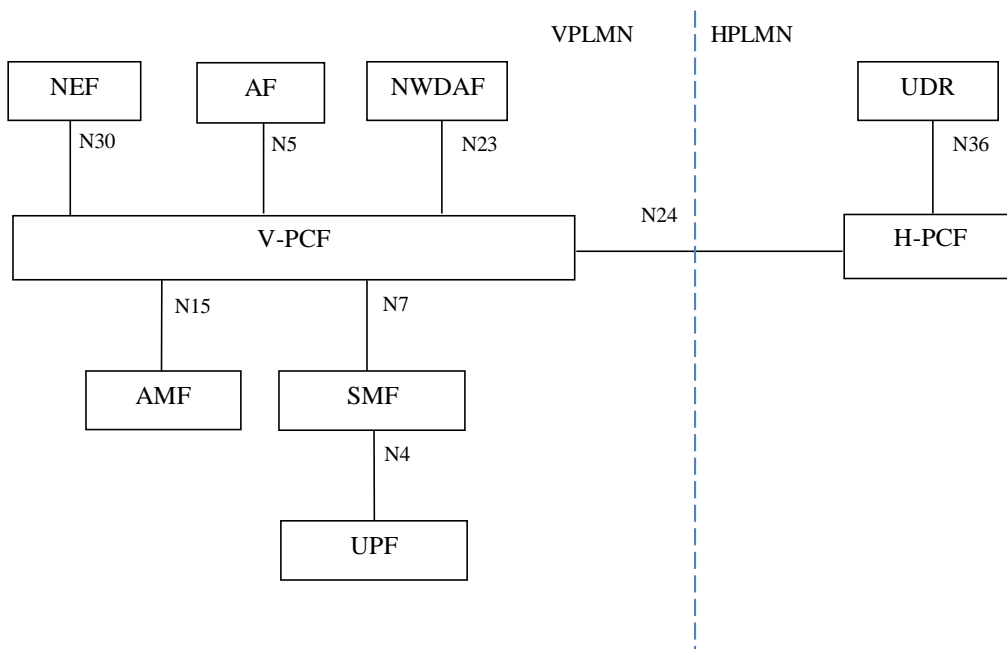 VPLMN
HPLMN
NEF
AF
NWDAF
UDR
N30
N5
N23
N36
N24
V-PCF
H-PCF
N15
N7
AMF
SMF
N4
UPF